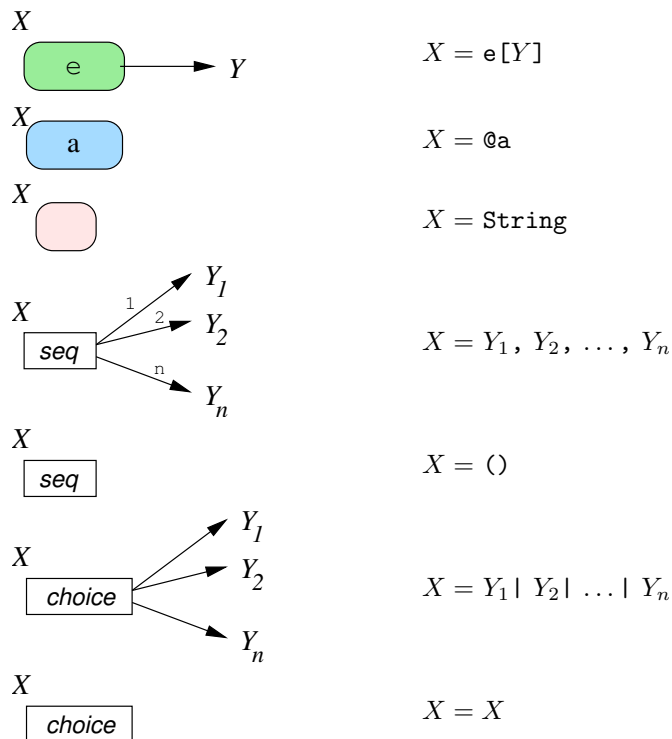 X
e
Y
X = e[Y]
X
a
X = @a
X
X = String
X
seq
1
2
n
Y1
Y2
Yn
X = Y1, Y2, ..., Yn
X
seq
X = ()
X
choice
Y1
Y2
Yn
X = Y1| Y2| ...| Yn
X
choice
X = X